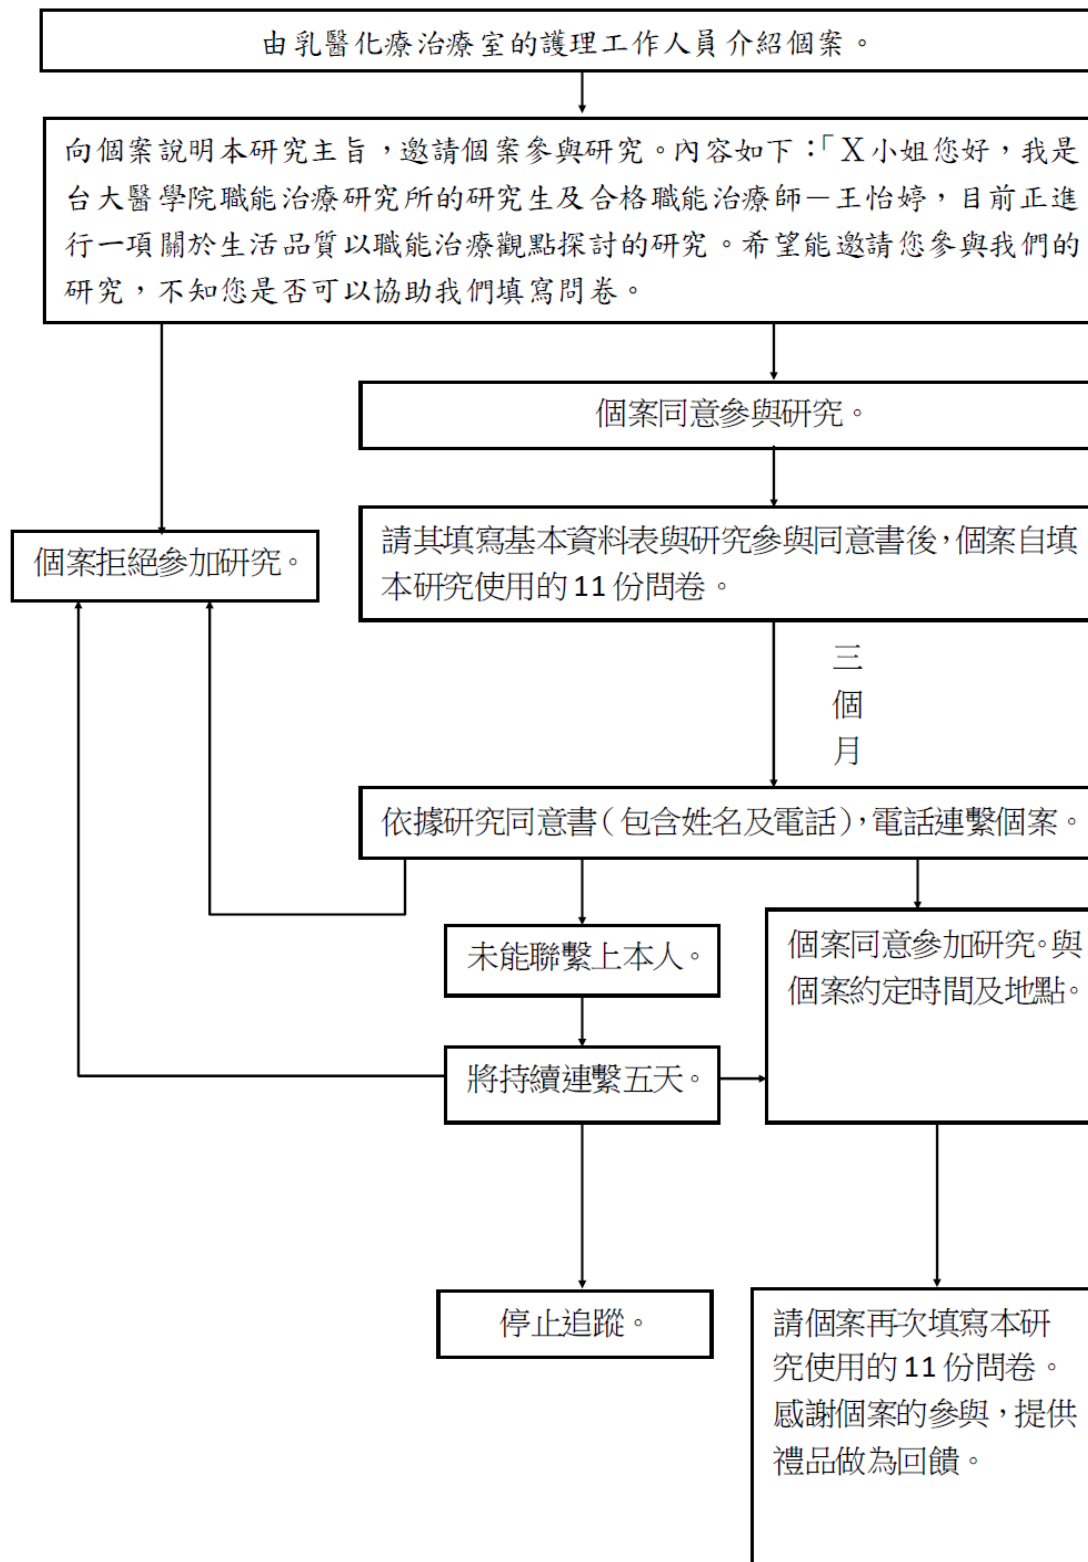 由乳醫化療治療室的護理工作人員介紹個案。
向個案說明本研究主旨，邀請個案參與研究。內容如下：「X小姐您好，我是
台大醫學院職能治療研究所的研究生及合格職能治療師－王怡婷，目前正進
行一項關於生活品質以職能治療觀點探討的研究。希望能邀請您參與我們的
研究，不知您是否可以協助我們填寫問卷。
個案同意參與研究。
請其填寫基本資料表與研究參與同意書後，個案自填
本研究使用的 11 份問卷。
個案拒絕參加研究。
三
個
月
依據研究同意書（包含姓名及電話），電話連繫個案。
未能聯繫上本人。
個案同意參加研究。與
個案約定時間及地點。
將持續連繫五天。
停止追蹤。
請個案再次填寫本研
究使用的 11 份問卷。
感謝個案的參與，提供
禮品做為回饋。